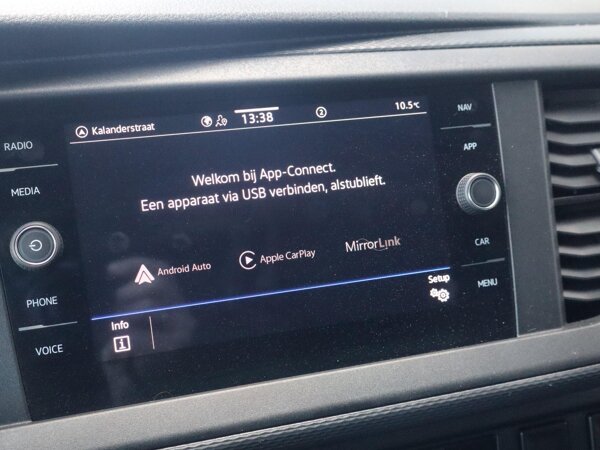 RADIO
MEDIA
PHONE
VOICE
Kalanderstraat
13:38
2
10.5°C
Welkom bij App-Connect.
Een apparaat via USB verbinden, alstublieft.
Android Auto
Apple CarPlay
MirrorLink
Info
i
Setup
NAV
APP
CAR
MENU